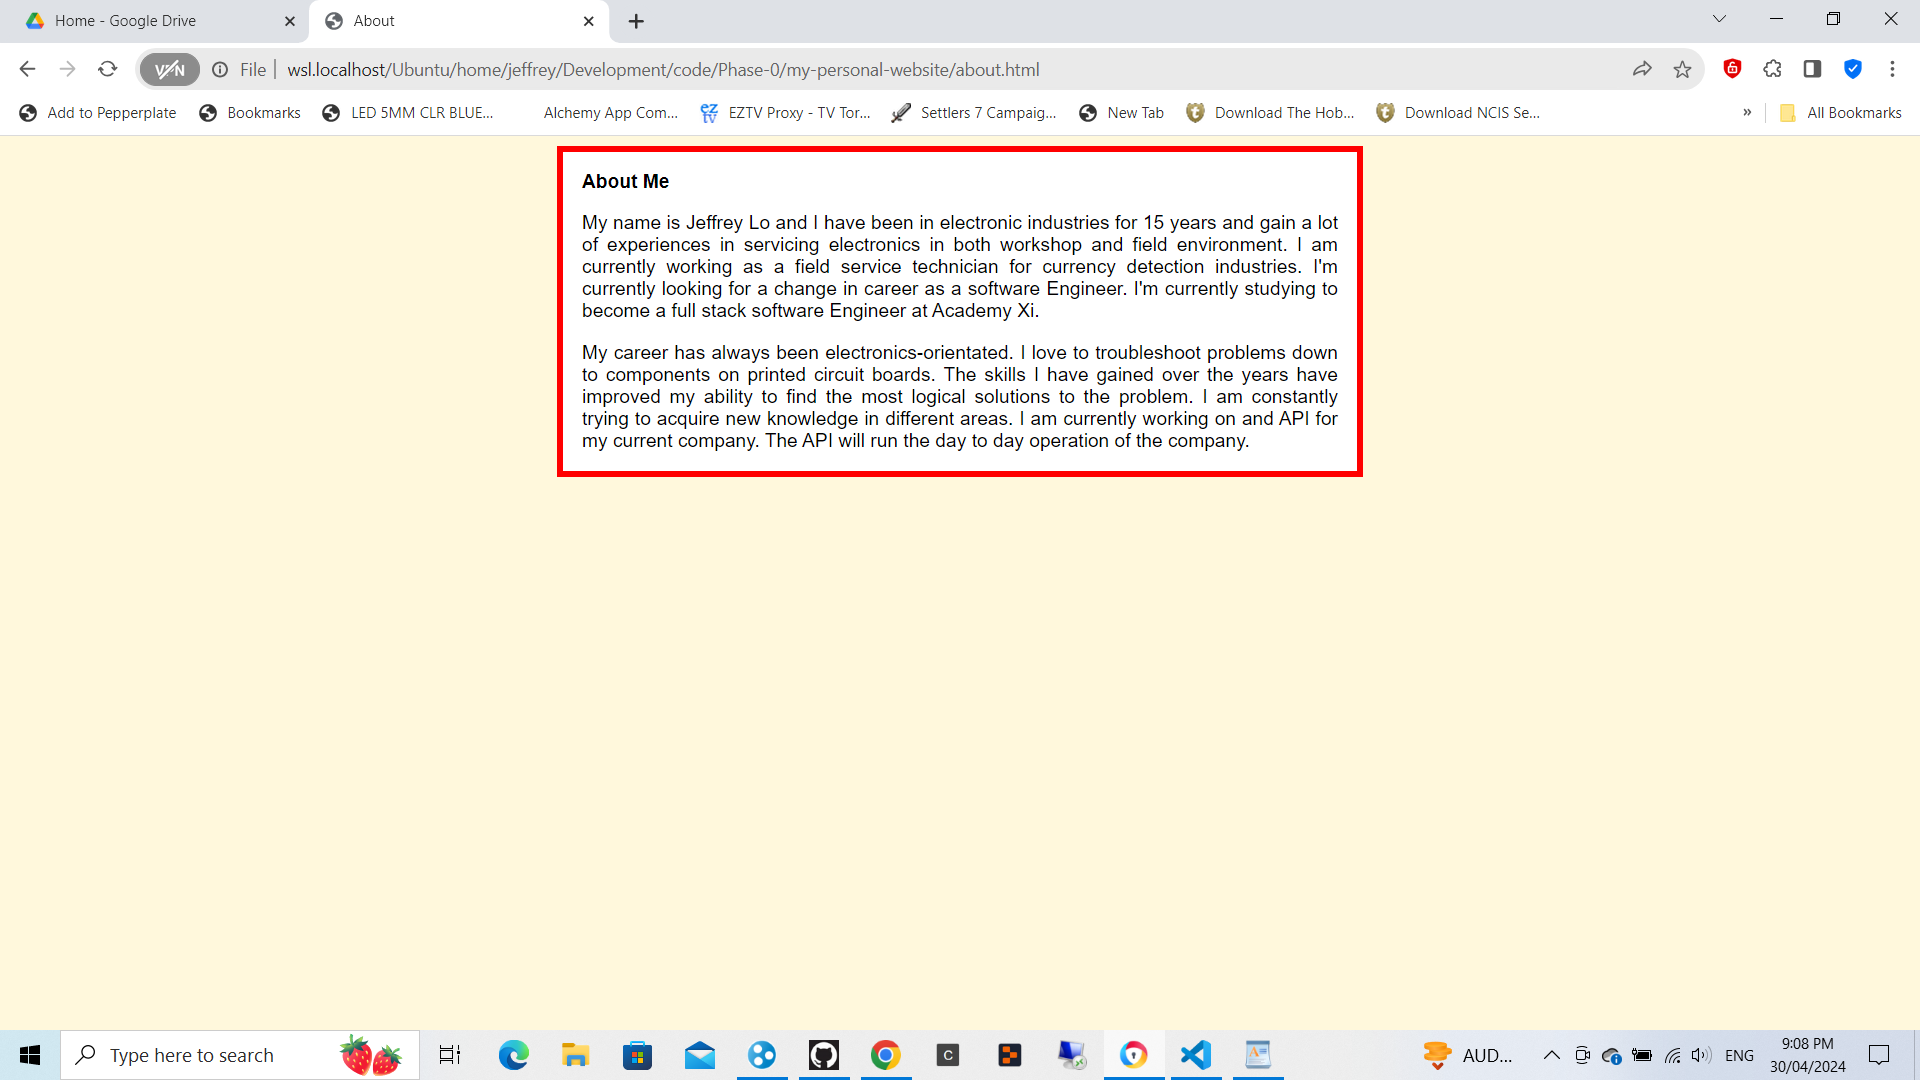 Home - Google Drive
About
VPN
File
wsl.localhost/Ubuntu/home/jeffrey/Development/code/Phase-0/my-personal-website/about.html
Add to Pepperplate
Bookmarks
LED 5MM CLR BLUE...
Alchemy App Com...
EZTV Proxy - TV Tor...
Settlers 7 Campaig...
New Tab
Download The Hob...
Download NCIS Se...
»
All Bookmarks
About Me
My name is Jeffrey Lo and I have been in electronic industries for 15 years and gain a lot
of experiences in servicing electronics in both workshop and field environment. I am
currently working as a field service technician for currency detection industries. I'm
currently looking for a change in career as a software Engineer. I'm currently studying to
become a full stack software Engineer at Academy Xi.
My career has always been electronics-orientated. I love to troubleshoot problems down
to components on printed circuit boards. The skills I have gained over the years have
improved my ability to find the most logical solutions to the problem. I am constantly
trying to acquire new knowledge in different areas. I am currently working on and API for
my current company. The API will run the day to day operation of the company.
Type here to search
C
AUD...
ENG
9:08 PM
30/04/2024